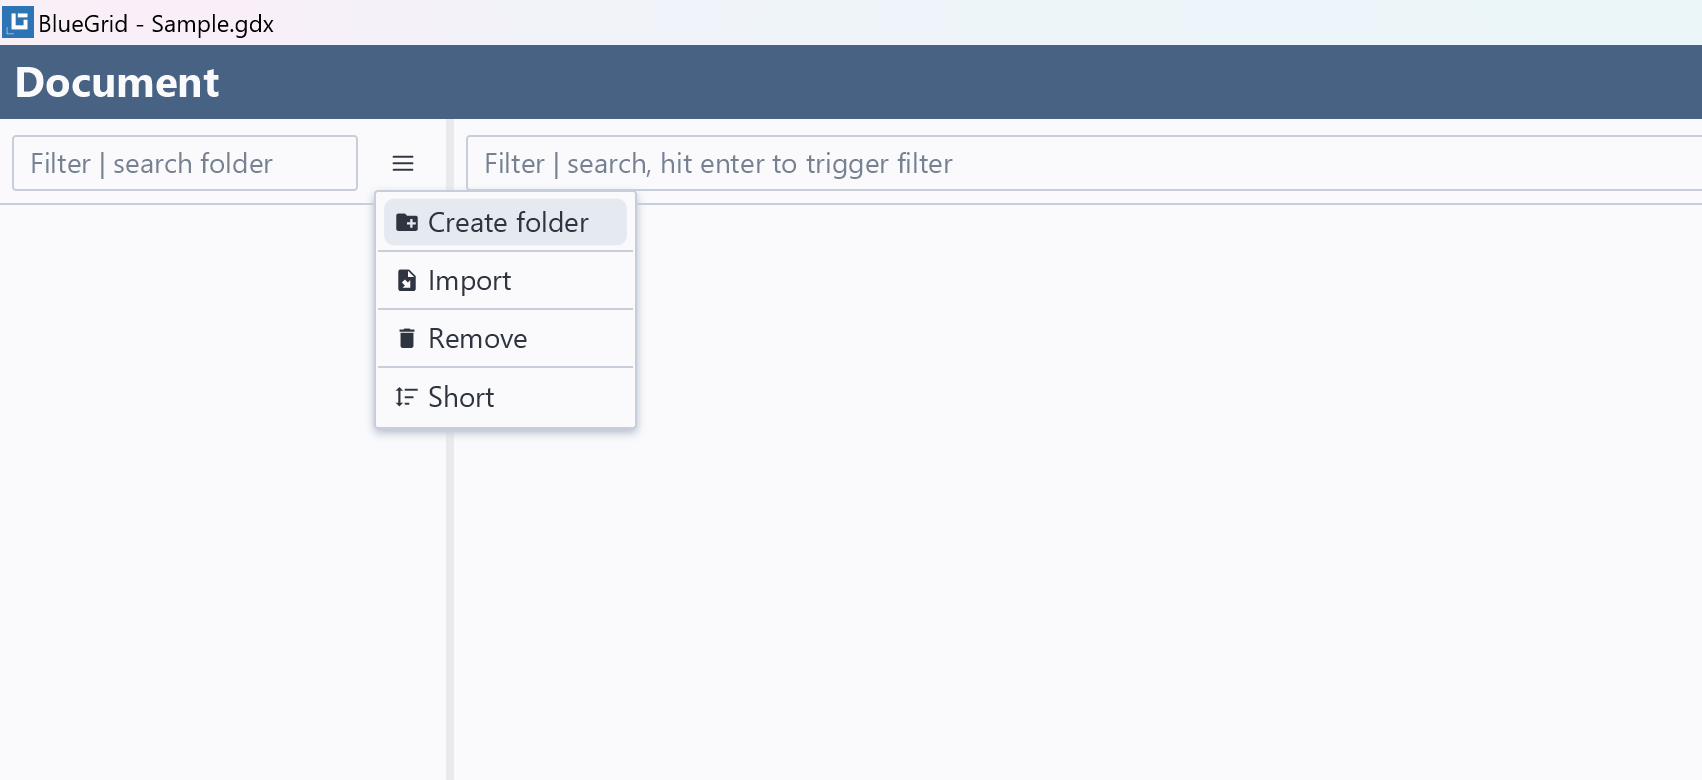 BlueGrid - Sample.gdx
Document
Filter | search folder
Filter | search, hit enter to trigger filter
Create folder
Import
Remove
Short